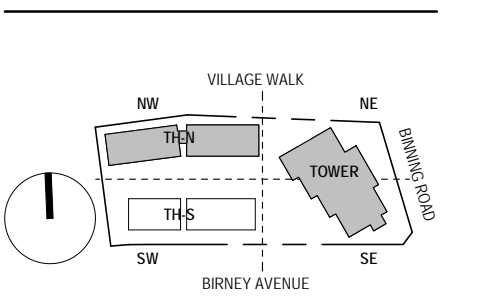 VILLAGE WALK
NW
NE
TH-N
BINNING ROAD
TOWER
TH-S
SW
SE
BIRNEY AVENUE